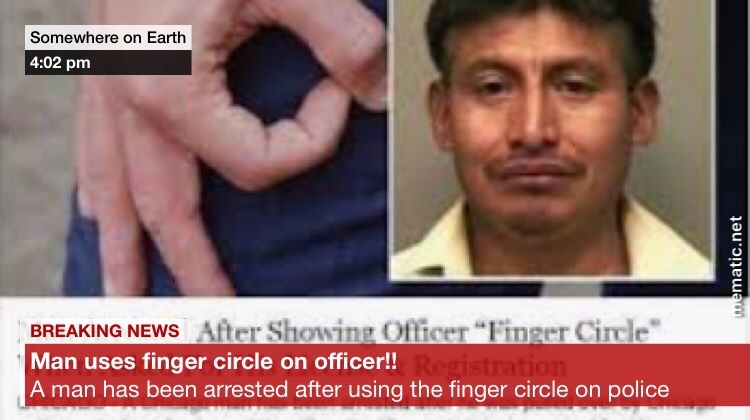 Somewhere on Earth
4:02 pm
mematic.net
After Showing Officer “Finger Circle”
BREAKING NEWS
Man uses finger circle on officer!!
& Registration
A man has been arrested after using the finger circle on police